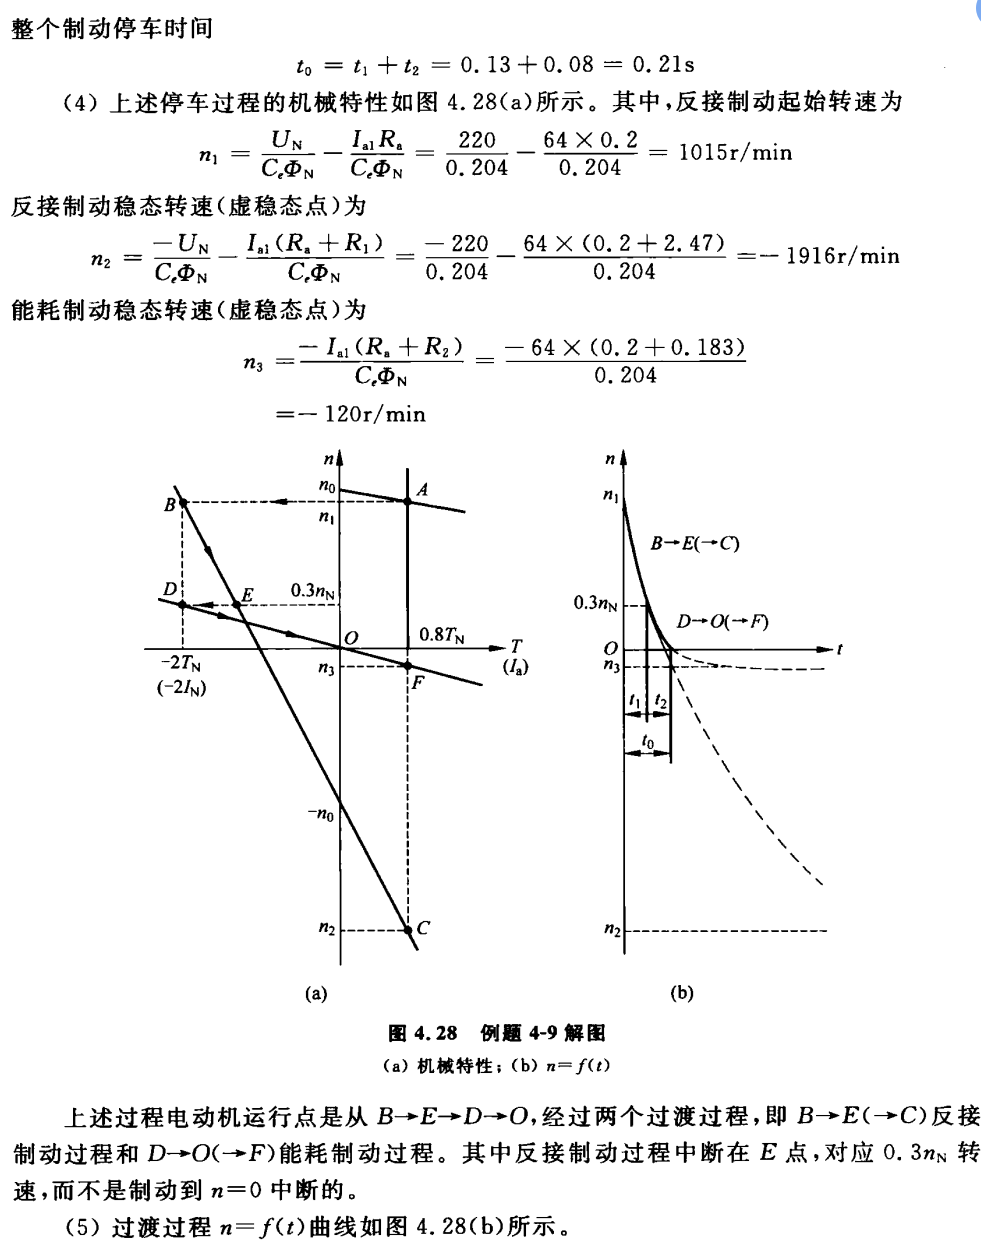 整个制动停车时间
t₀ = t₁ + t₂ = 0.13 + 0.08 = 0.21s
(4) 上述停车过程的机械特性如图 4.28(a)所示。其中,反接制动起始转速为
n₁ = U_N/(C_eΦ_N) − I_a1R_a/(C_eΦ_N) = 220/0.204 − (64×0.2)/0.204 = 1015r/min
反接制动稳态转速(虚稳态点)为
n₂ = −U_N/(C_eΦ_N) − I_a1(R_a+R₁)/(C_eΦ_N) = −220/0.204 − 64×(0.2+2.47)/0.204 = −1916r/min
能耗制动稳态转速(虚稳态点)为
n₃ = −I_a1(R_a+R₂)/(C_eΦ_N) = −64×(0.2+0.183)/0.204
=−120r/min
n
n₀
A
B
n₁
D
E
0.3n_N
O
0.8T_N
T
(I_a)
−2T_N
(−2I_N)
n₃
F
−n₀
n₂
C
(a)
n
n₁
B→E(→C)
0.3n_N
D→O(→F)
O
t
n₃
t₁
t₂
t₀
n₂
(b)
图 4.28 例题 4-9 解图
(a) 机械特性；(b) n=f(t)
上述过程电动机运行点是从 B→E→D→O,经过两个过渡过程,即 B→E(→C)反接
制动过程和 D→O(→F)能耗制动过程。其中反接制动过程中断在 E 点,对应 0.3n_N 转
速,而不是制动到 n=0 中断的。
(5) 过渡过程 n=f(t)曲线如图 4.28(b)所示。